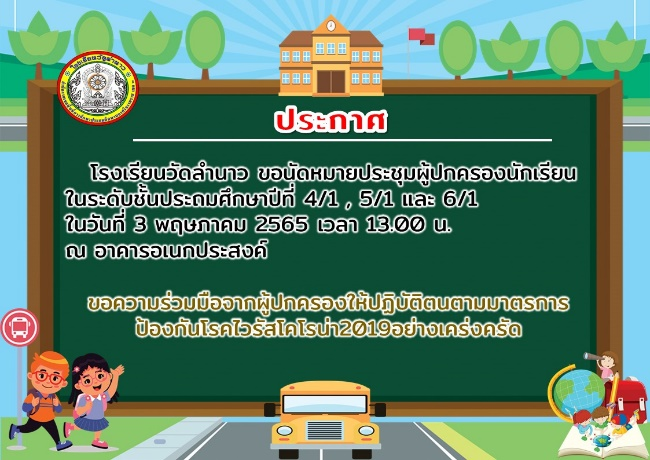 ประกาศ
โรงเรียนวัดลำนาว ขอนัดหมายประชุมผู้ปกครองนักเรียน
ในระดับชั้นประถมศึกษาปีที่ 4/1 , 5/1 และ 6/1
ในวันที่ 3 พฤษภาคม 2565 เวลา 13.00 น.
ณ อาคารอเนกประสงค์
ขอความร่วมมือจากผู้ปกครองให้ปฏิบัติตนตามมาตรการ
ป้องกันโรคไวรัสโคโรน่า2019อย่างเคร่งครัด